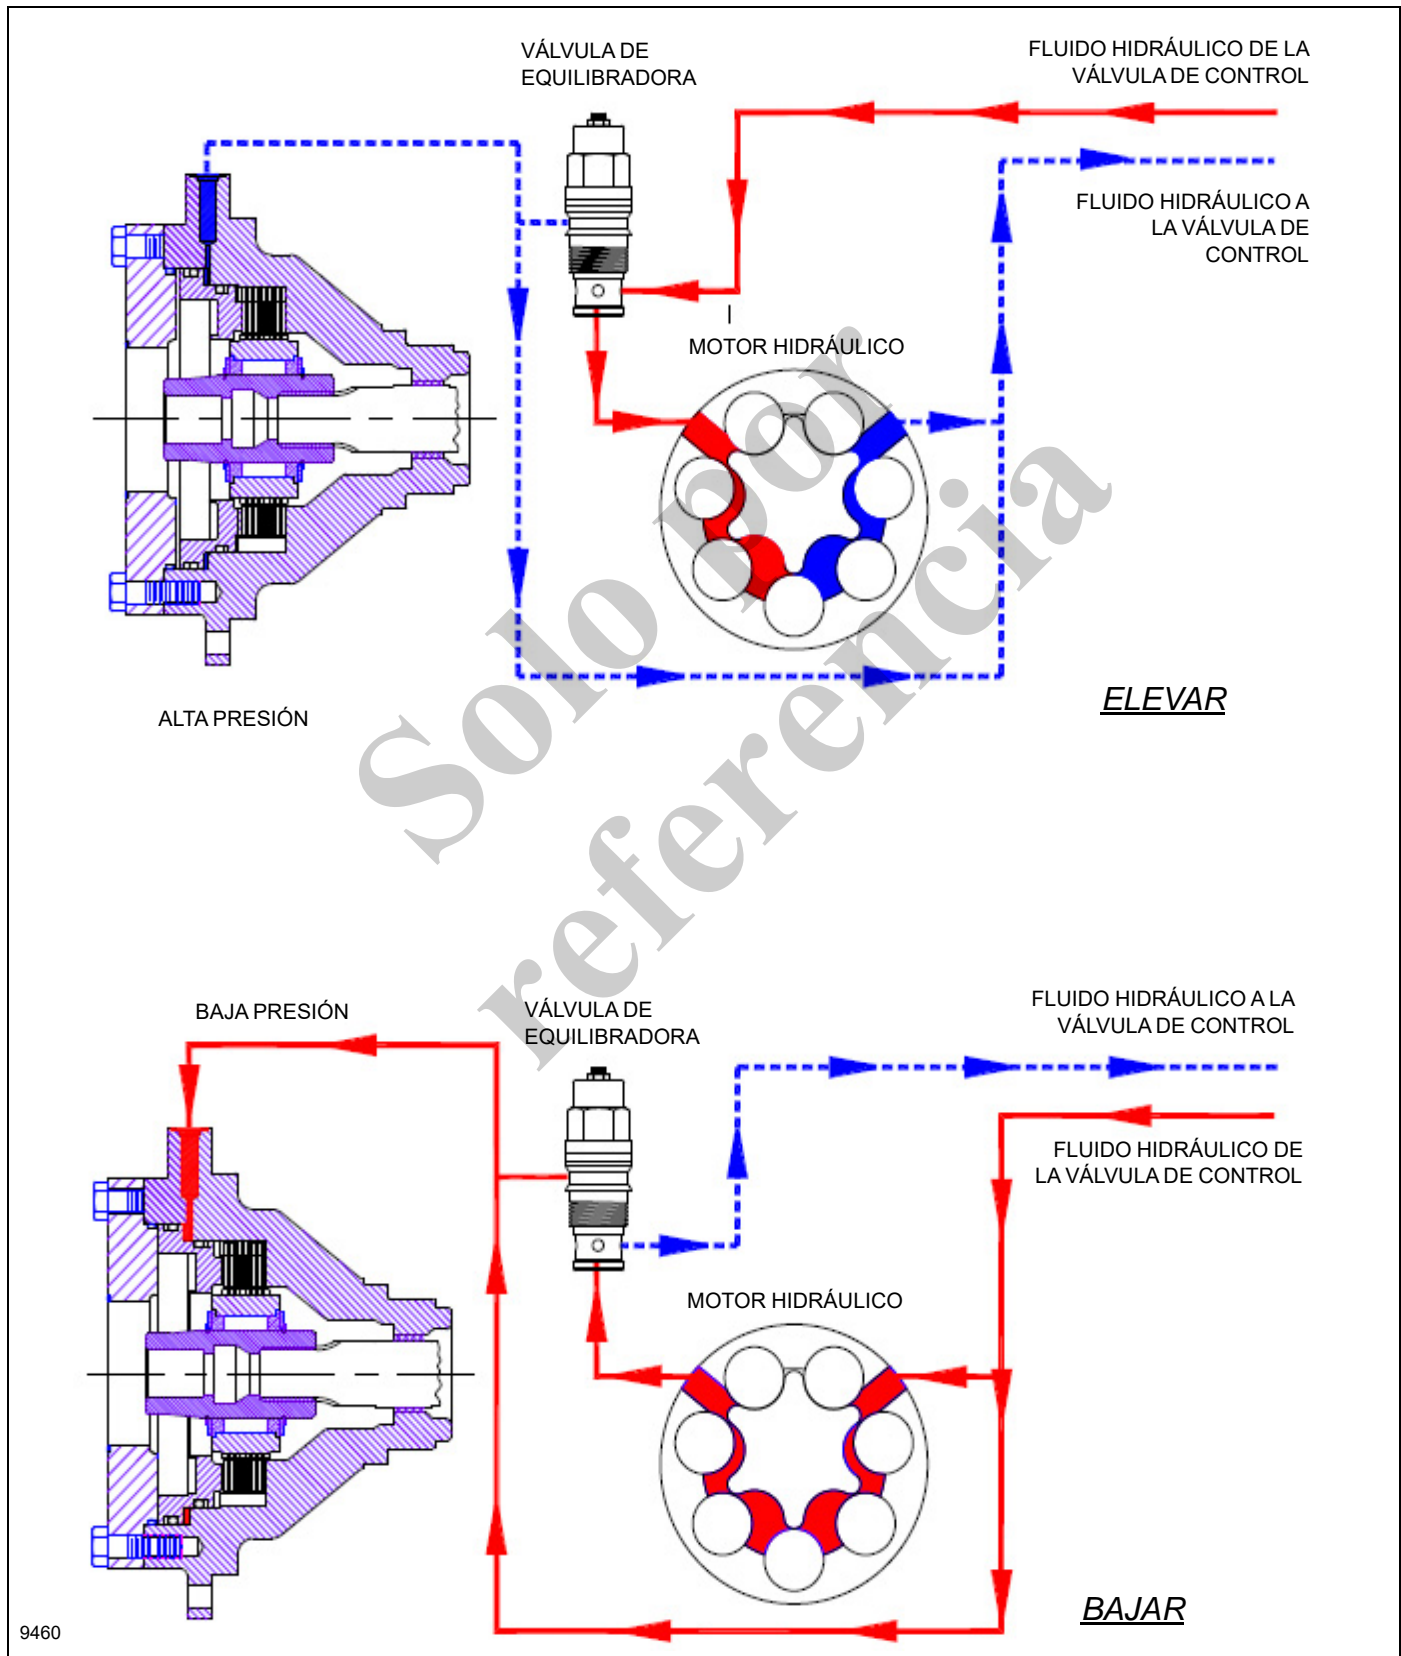 VÁLVULA DE
EQUILIBRADORA
FLUIDO HIDRÁULICO DE LA
VÁLVULA DE CONTROL
FLUIDO HIDRÁULICO A
LA VÁLVULA DE
CONTROL
MOTOR HIDRÁULICO
ALTA PRESIÓN
ELEVAR
Solo por
referencia
BAJA PRESIÓN
VÁLVULA DE
EQUILIBRADORA
FLUIDO HIDRÁULICO A LA
VÁLVULA DE CONTROL
FLUIDO HIDRÁULICO DE
LA VÁLVULA DE CONTROL
MOTOR HIDRÁULICO
BAJAR
9460